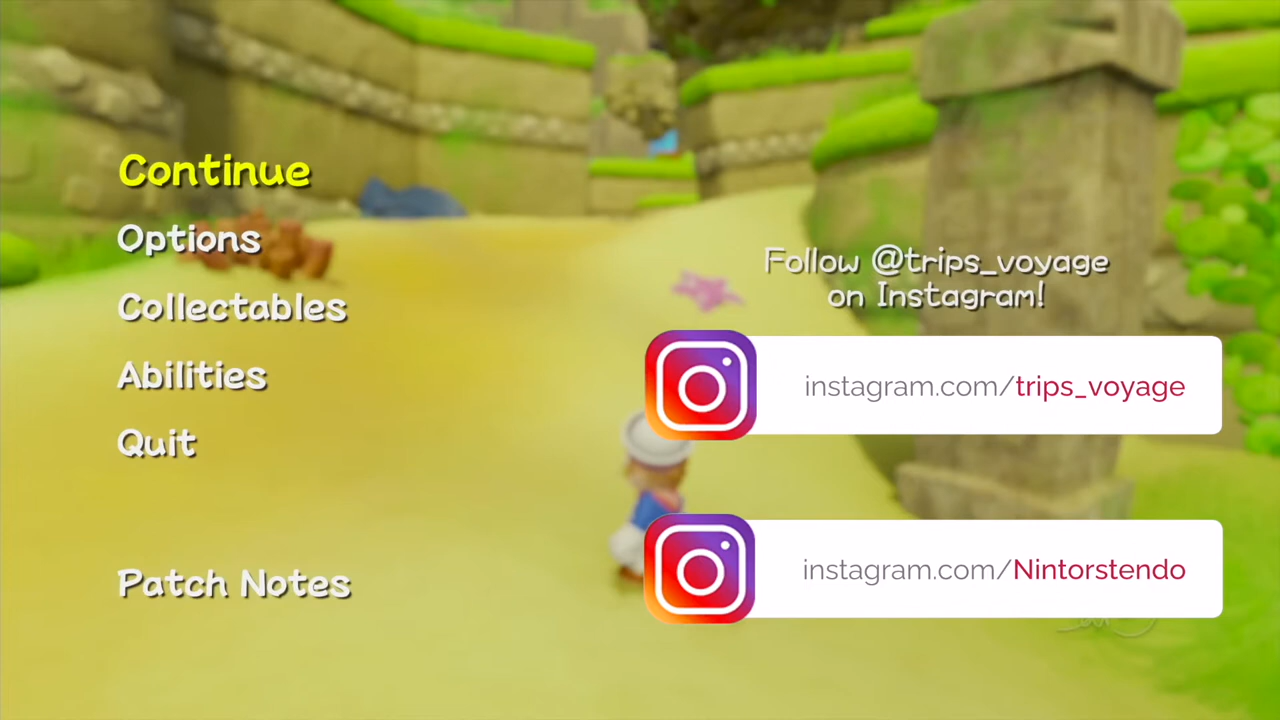 Continue
Options
Collectables
Abilities
Quit
Patch Notes
Follow @trips_voyage
on Instagram!
instagram.com/trips_voyage
instagram.com/Nintorstendo